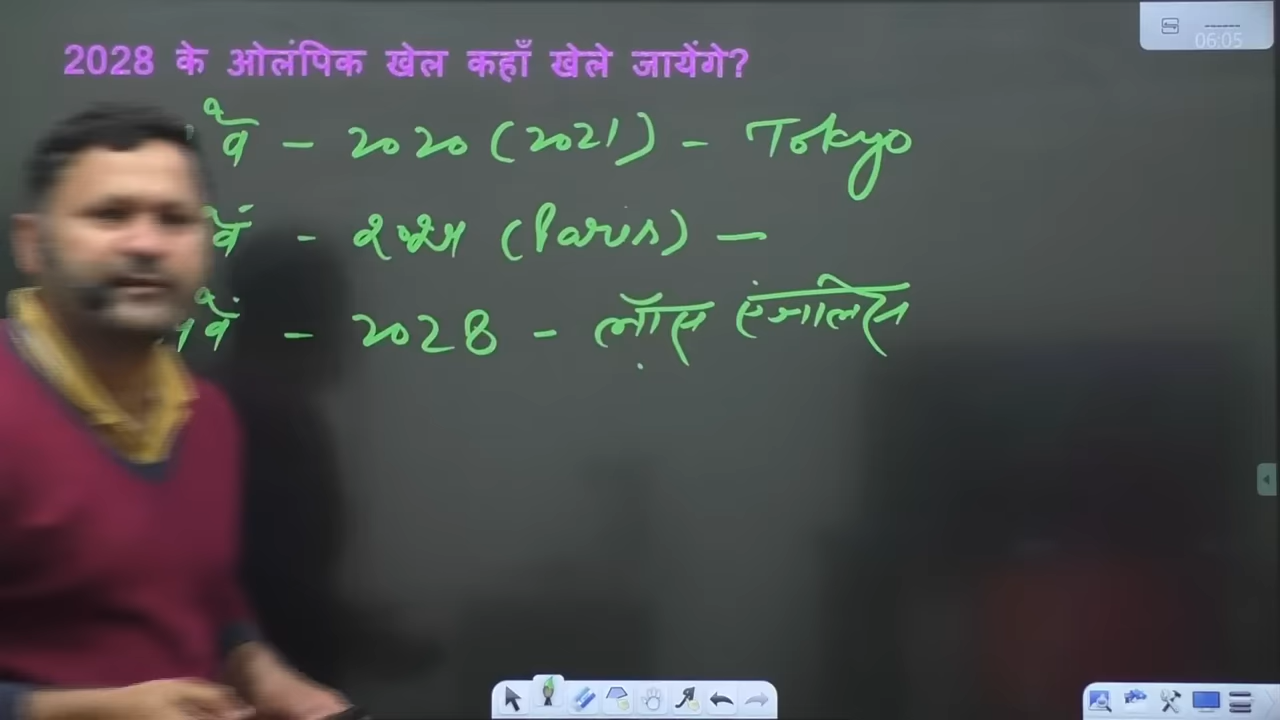 06:05
2028 के ओलंपिक खेल कहाँ खेले जायेंगे?
- 2020 (2021) - Tokyo
- 2024 (Paris) -
- 2028 - लॉस एंजालिस